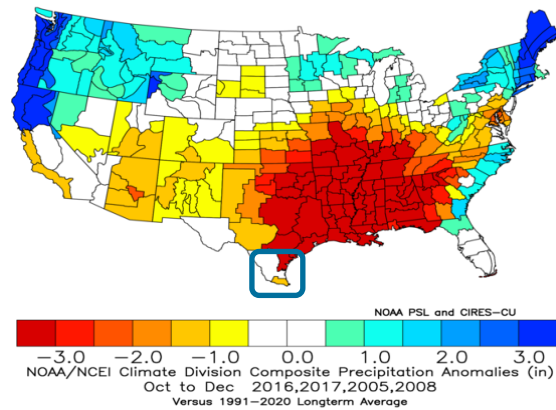 NOAA PSL and CIRES-CU
-3.0 -2.0 -1.0 0.0 1.0 2.0 3.0
NOAA/NCEI Climate Division Composite Precipitation Anomalies (in)
Oct to Dec 2016,2017,2005,2008
Versus 1991-2020 Longterm Average